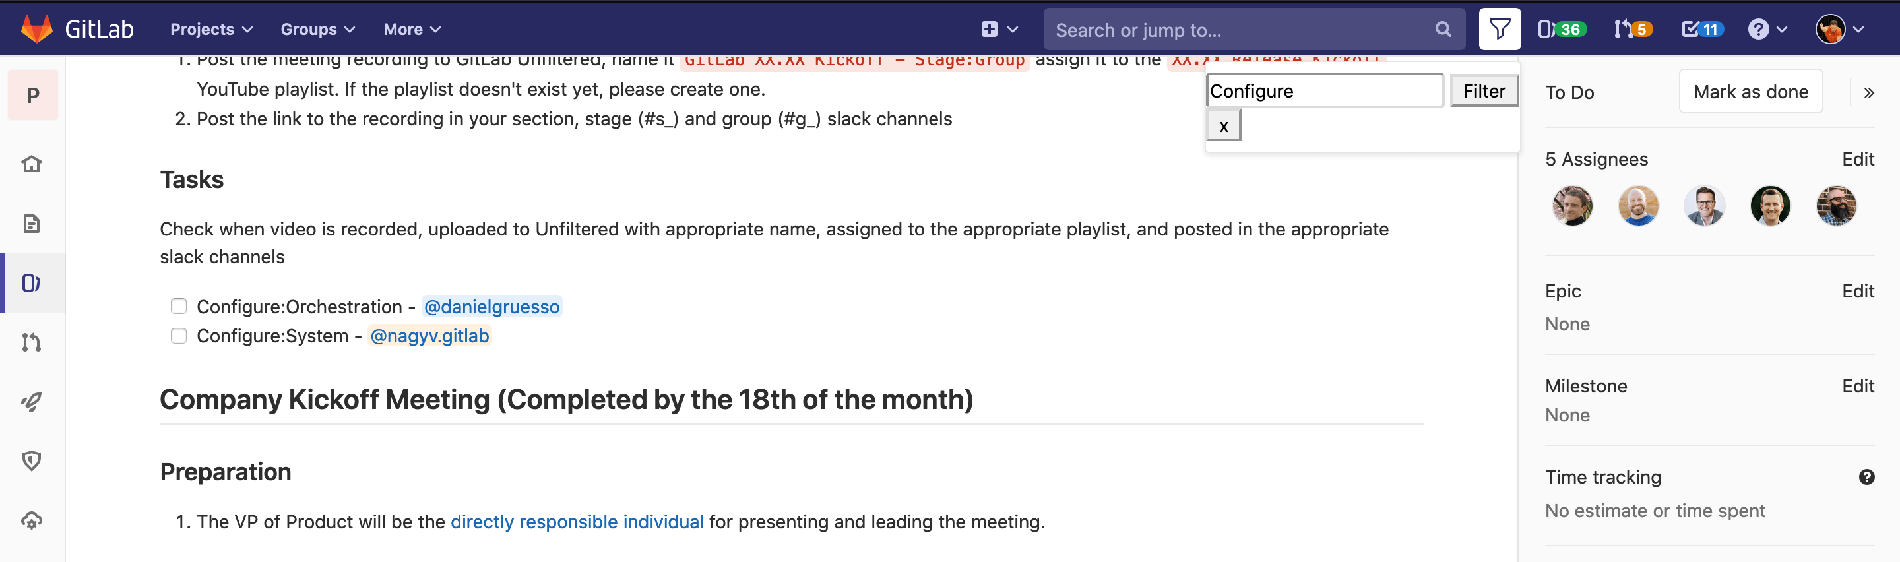 GitLab Projects Groups More Search or jump to... 36 5 11
1. Post the meeting recording to GitLab Unfiltered, name it GitLab XX.XX Kickoff - Stage:Group assign it to the XX.XX Release Kickoff
YouTube playlist. If the playlist doesn't exist yet, please create one.
2. Post the link to the recording in your section, stage (#s_) and group (#g_) slack channels
Configure Filter
x
P
Tasks
Check when video is recorded, uploaded to Unfiltered with appropriate name, assigned to the appropriate playlist, and posted in the appropriate
slack channels
Configure:Orchestration - @danielgruesso
Configure:System - @nagyv.gitlab
Company Kickoff Meeting (Completed by the 18th of the month)
Preparation
1. The VP of Product will be the directly responsible individual for presenting and leading the meeting.
To Do Mark as done »
5 Assignees Edit
Epic Edit
None
Milestone Edit
None
Time tracking ?
No estimate or time spent